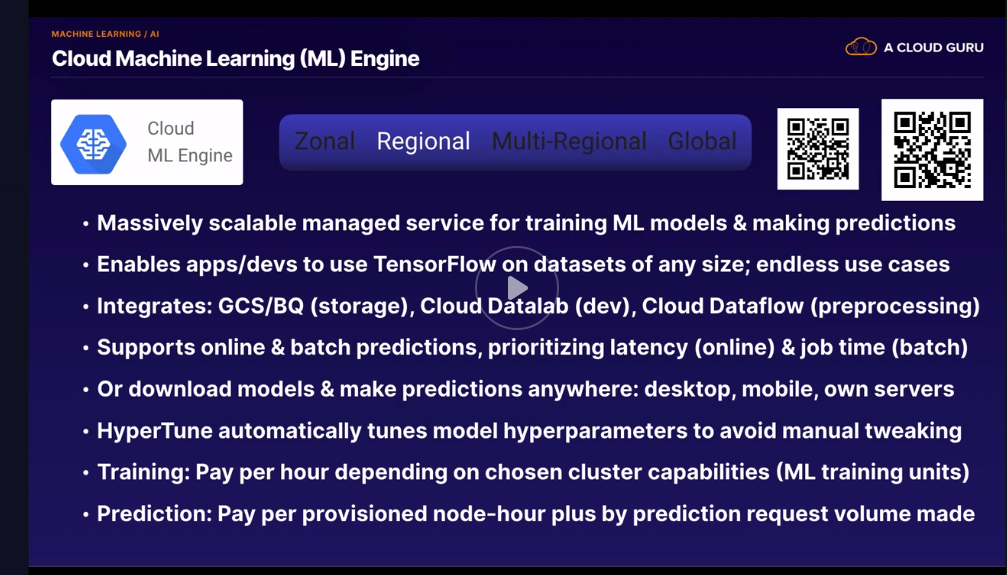 MACHINE LEARNING / AI
Cloud Machine Learning (ML) Engine
A CLOUD GURU
Cloud
ML Engine
Zonal Regional Multi-Regional Global
• Massively scalable managed service for training ML models & making predictions
• Enables apps/devs to use TensorFlow on datasets of any size; endless use cases
• Integrates: GCS/BQ (storage), Cloud Datalab (dev), Cloud Dataflow (preprocessing)
• Supports online & batch predictions, prioritizing latency (online) & job time (batch)
• Or download models & make predictions anywhere: desktop, mobile, own servers
• HyperTune automatically tunes model hyperparameters to avoid manual tweaking
• Training: Pay per hour depending on chosen cluster capabilities (ML training units)
• Prediction: Pay per provisioned node-hour plus by prediction request volume made